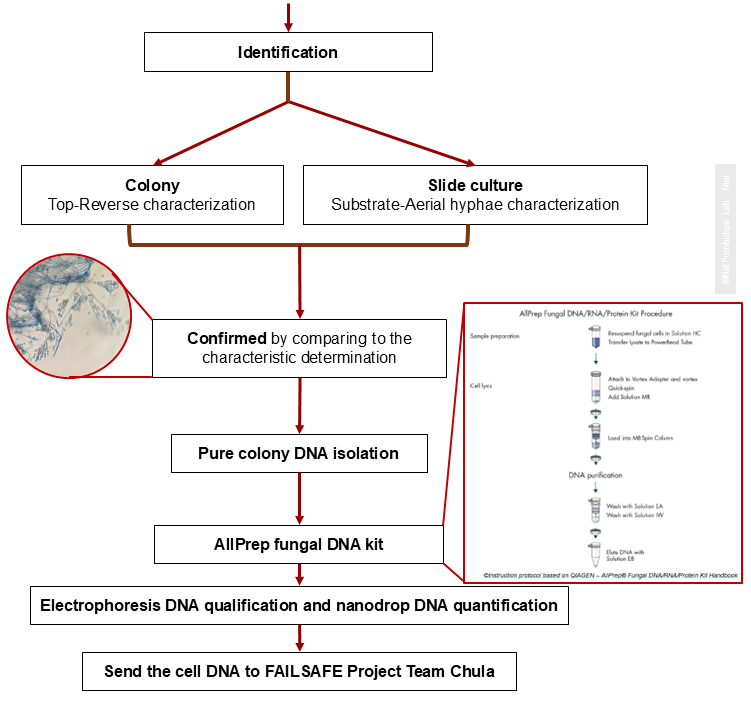 Identification
Colony
Top-Reverse characterization
Slide culture
Substrate-Aerial hyphae characterization
©NatPombubpa Lab - Niar
Confirmed by comparing to the
characteristic determination
AllPrep Fungal DNA/RNA/Protein Kit Procedure
Sample preparation
Resuspend fungal cells in Solution HC
Transfer lysate to PowerBead Tube
Cell lysis
Attach to Vortex Adapter and vortex
Quick-spin
Add Solution MR
Load into MB Spin Column
DNA purification
Wash with Solution EA
Wash with Solution IW
Elute DNA with
Solution EB
©Instruction protocol based on QIAGEN – AllPrep® Fungal DNA/RNA/Protein Kit Handbook
Pure colony DNA isolation
AllPrep fungal DNA kit
Electrophoresis DNA qualification and nanodrop DNA quantification
Send the cell DNA to FAILSAFE Project Team Chula